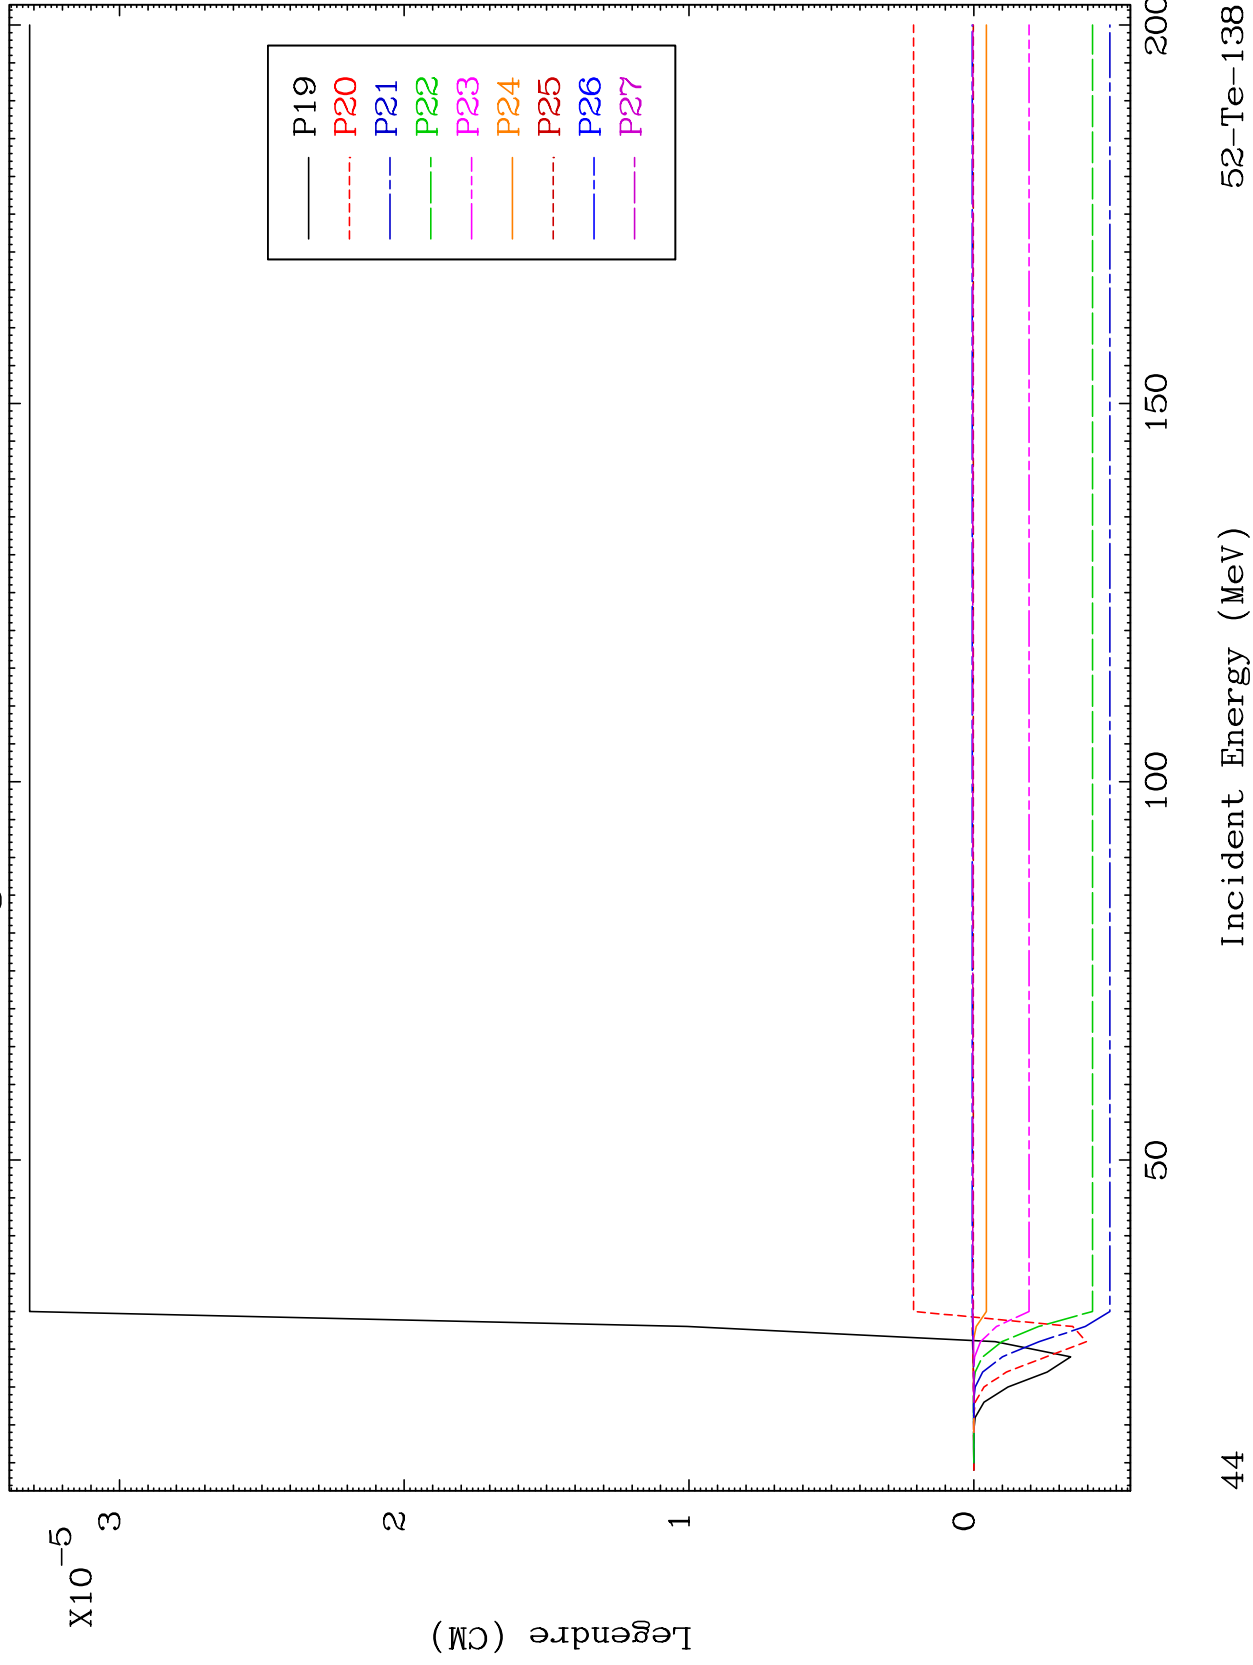 X10
-5
3
2
1
0
Legendre (CM)
P19
P20
P21
P22
P23
P24
P25
P26
P27
50
100
150
200
Incident Energy (MeV)
44
52-Te-138